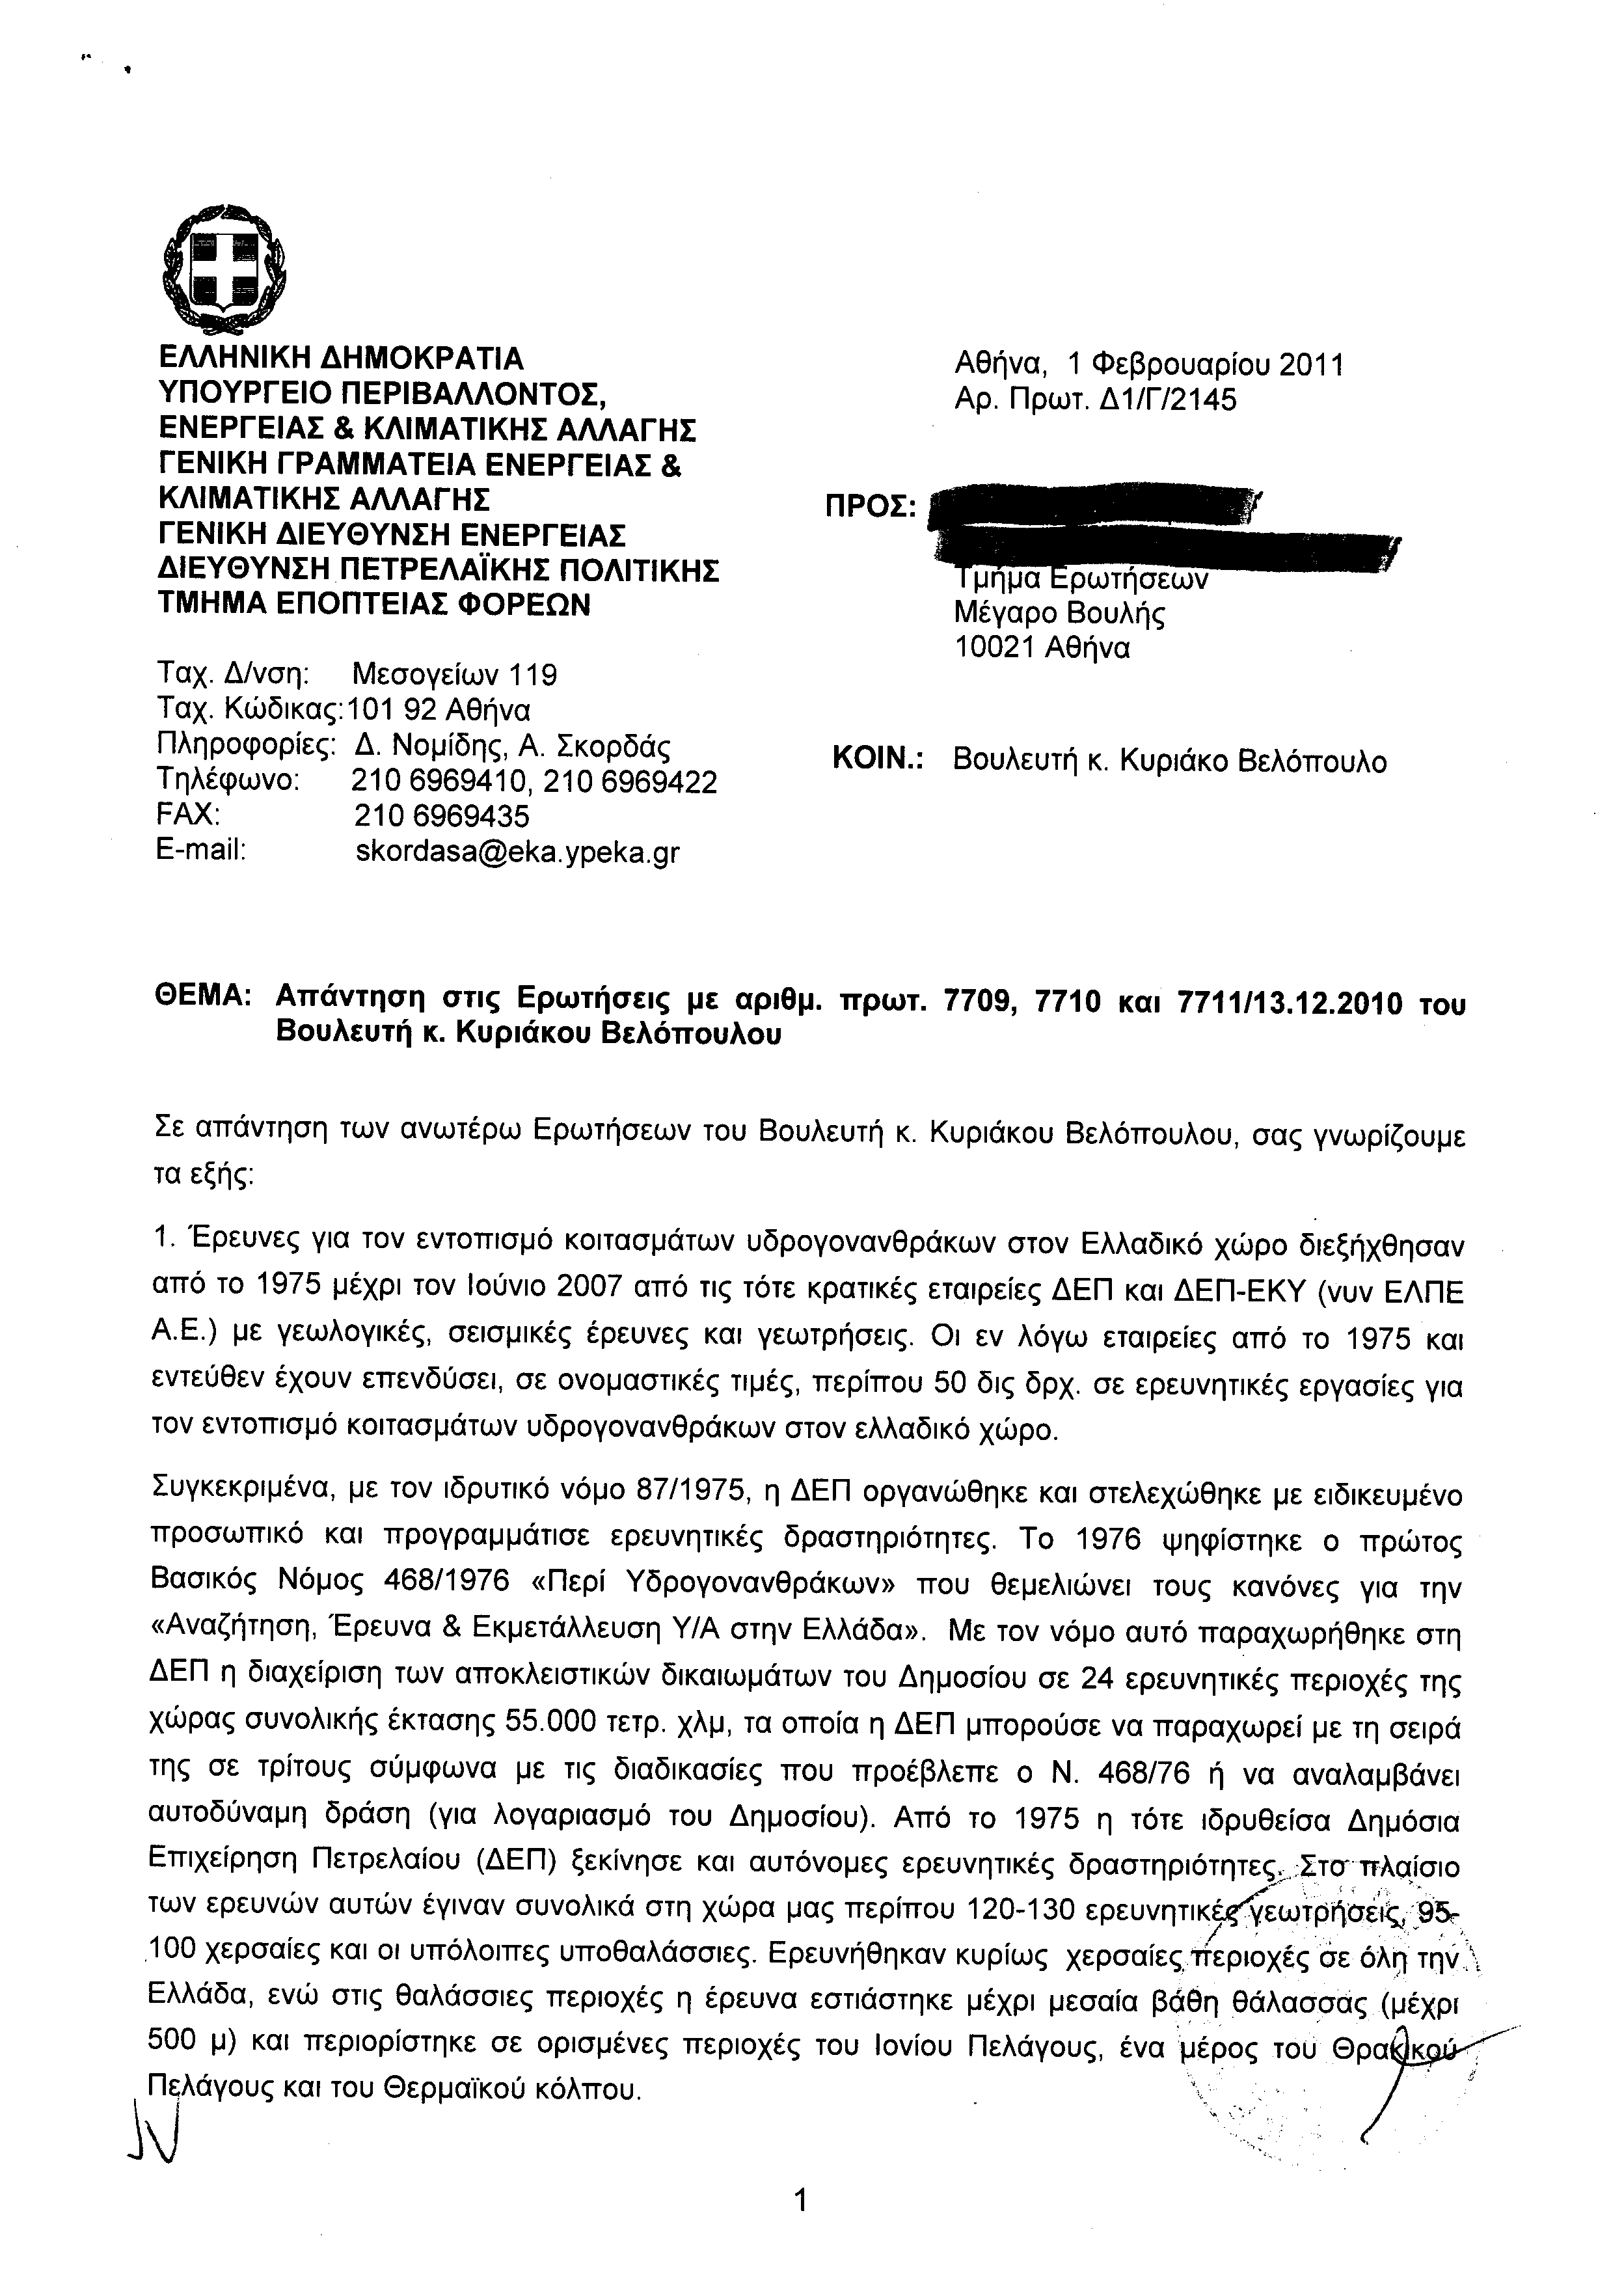 ΕΛΛΗΝΙΚΗ ΔΗΜΟΚΡΑΤΙΑ
ΥΠΟΥΡΓΕΙΟ ΠΕΡΙΒΑΛΛΟΝΤΟΣ,
ΕΝΕΡΓΕΙΑΣ & ΚΛΙΜΑΤΙΚΗΣ ΑΛΛΑΓΗΣ
ΓΕΝΙΚΗ ΓΡΑΜΜΑΤΕΙΑ ΕΝΕΡΓΕΙΑΣ &
ΚΛΙΜΑΤΙΚΗΣ ΑΛΛΑΓΗΣ
ΓΕΝΙΚΗ ΔΙΕΥΘΥΝΣΗ ΕΝΕΡΓΕΙΑΣ
ΔΙΕΥΘΥΝΣΗ ΠΕΤΡΕΛΑΪΚΗΣ ΠΟΛΙΤΙΚΗΣ
ΤΜΗΜΑ ΕΠΟΠΤΕΙΑΣ ΦΟΡΕΩΝ
Ταχ. Δ/νση: Μεσογείων 119
Ταχ. Κώδικας: 101 92 Αθήνα
Πληροφορίες: Δ. Νομίδης, Α. Σκορδάς
Τηλέφωνο: 210 6969410, 210 6969422
FAX: 210 6969435
E-mail: skordasa@eka.ypeka.gr
Αθήνα, 1 Φεβρουαρίου 2011
Αρ. Πρωτ. Δ1/Γ/2145
ΠΡΟΣ:
Τμήμα Ερωτήσεων
Μέγαρο Βουλής
10021 Αθήνα
ΚΟΙΝ.: Βουλευτή κ. Κυριάκο Βελόπουλο
ΘΕΜΑ: Απάντηση στις Ερωτήσεις με αριθμ. πρωτ. 7709, 7710 και 7711/13.12.2010 του
Βουλευτή κ. Κυριάκου Βελόπουλου
Σε απάντηση των ανωτέρω Ερωτήσεων του Βουλευτή κ. Κυριάκου Βελόπουλου, σας γνωρίζουμε
τα εξής:
1. Έρευνες για τον εντοπισμό κοιτασμάτων υδρογονανθράκων στον Ελλαδικό χώρο διεξήχθησαν
από το 1975 μέχρι τον Ιούνιο 2007 από τις τότε κρατικές εταιρείες ΔΕΠ και ΔΕΠ-ΕΚΥ (νυν ΕΛΠΕ
Α.Ε.) με γεωλογικές, σεισμικές έρευνες και γεωτρήσεις. Οι εν λόγω εταιρείες από το 1975 και
εντεύθεν έχουν επενδύσει, σε ονομαστικές τιμές, περίπου 50 δις δρχ. σε ερευνητικές εργασίες για
τον εντοπισμό κοιτασμάτων υδρογονανθράκων στον ελλαδικό χώρο.
Συγκεκριμένα, με τον ιδρυτικό νόμο 87/1975, η ΔΕΠ οργανώθηκε και στελεχώθηκε με ειδικευμένο
προσωπικό και προγραμμάτισε ερευνητικές δραστηριότητες. Το 1976 ψηφίστηκε ο πρώτος
Βασικός Νόμος 468/1976 «Περί Υδρογονανθράκων» που θεμελιώνει τους κανόνες για την
«Αναζήτηση, Έρευνα & Εκμετάλλευση Υ/Α στην Ελλάδα». Με τον νόμο αυτό παραχωρήθηκε στη
ΔΕΠ η διαχείριση των αποκλειστικών δικαιωμάτων του Δημοσίου σε 24 ερευνητικές περιοχές της
χώρας συνολικής έκτασης 55.000 τετρ. χλμ, τα οποία η ΔΕΠ μπορούσε να παραχωρεί με τη σειρά
της σε τρίτους σύμφωνα με τις διαδικασίες που προέβλεπε ο Ν. 468/76 ή να αναλαμβάνει
αυτοδύναμη δράση (για λογαριασμό του Δημοσίου). Από το 1975 η τότε ιδρυθείσα Δημόσια
Επιχείρηση Πετρελαίου (ΔΕΠ) ξεκίνησε και αυτόνομες ερευνητικές δραστηριότητες. Στο πλαίσιο
των ερευνών αυτών έγιναν συνολικά στη χώρα μας περίπου 120-130 ερευνητικές γεωτρήσεις, 95-
100 χερσαίες και οι υπόλοιπες υποθαλάσσιες. Ερευνήθηκαν κυρίως χερσαίες περιοχές σε όλη την
Ελλάδα, ενώ στις θαλάσσιες περιοχές η έρευνα εστιάστηκε μέχρι μεσαία βάθη θάλασσας (μέχρι
500 μ) και περιορίστηκε σε ορισμένες περιοχές του Ιονίου Πελάγους, ένα μέρος του Θρακικού
Πελάγους και του Θερμαϊκού κόλπου.
1